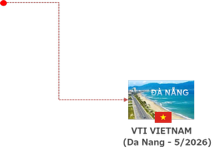 ĐÀ NẴNG
VTI VIETNAM
(Da Nang - 5/2026)